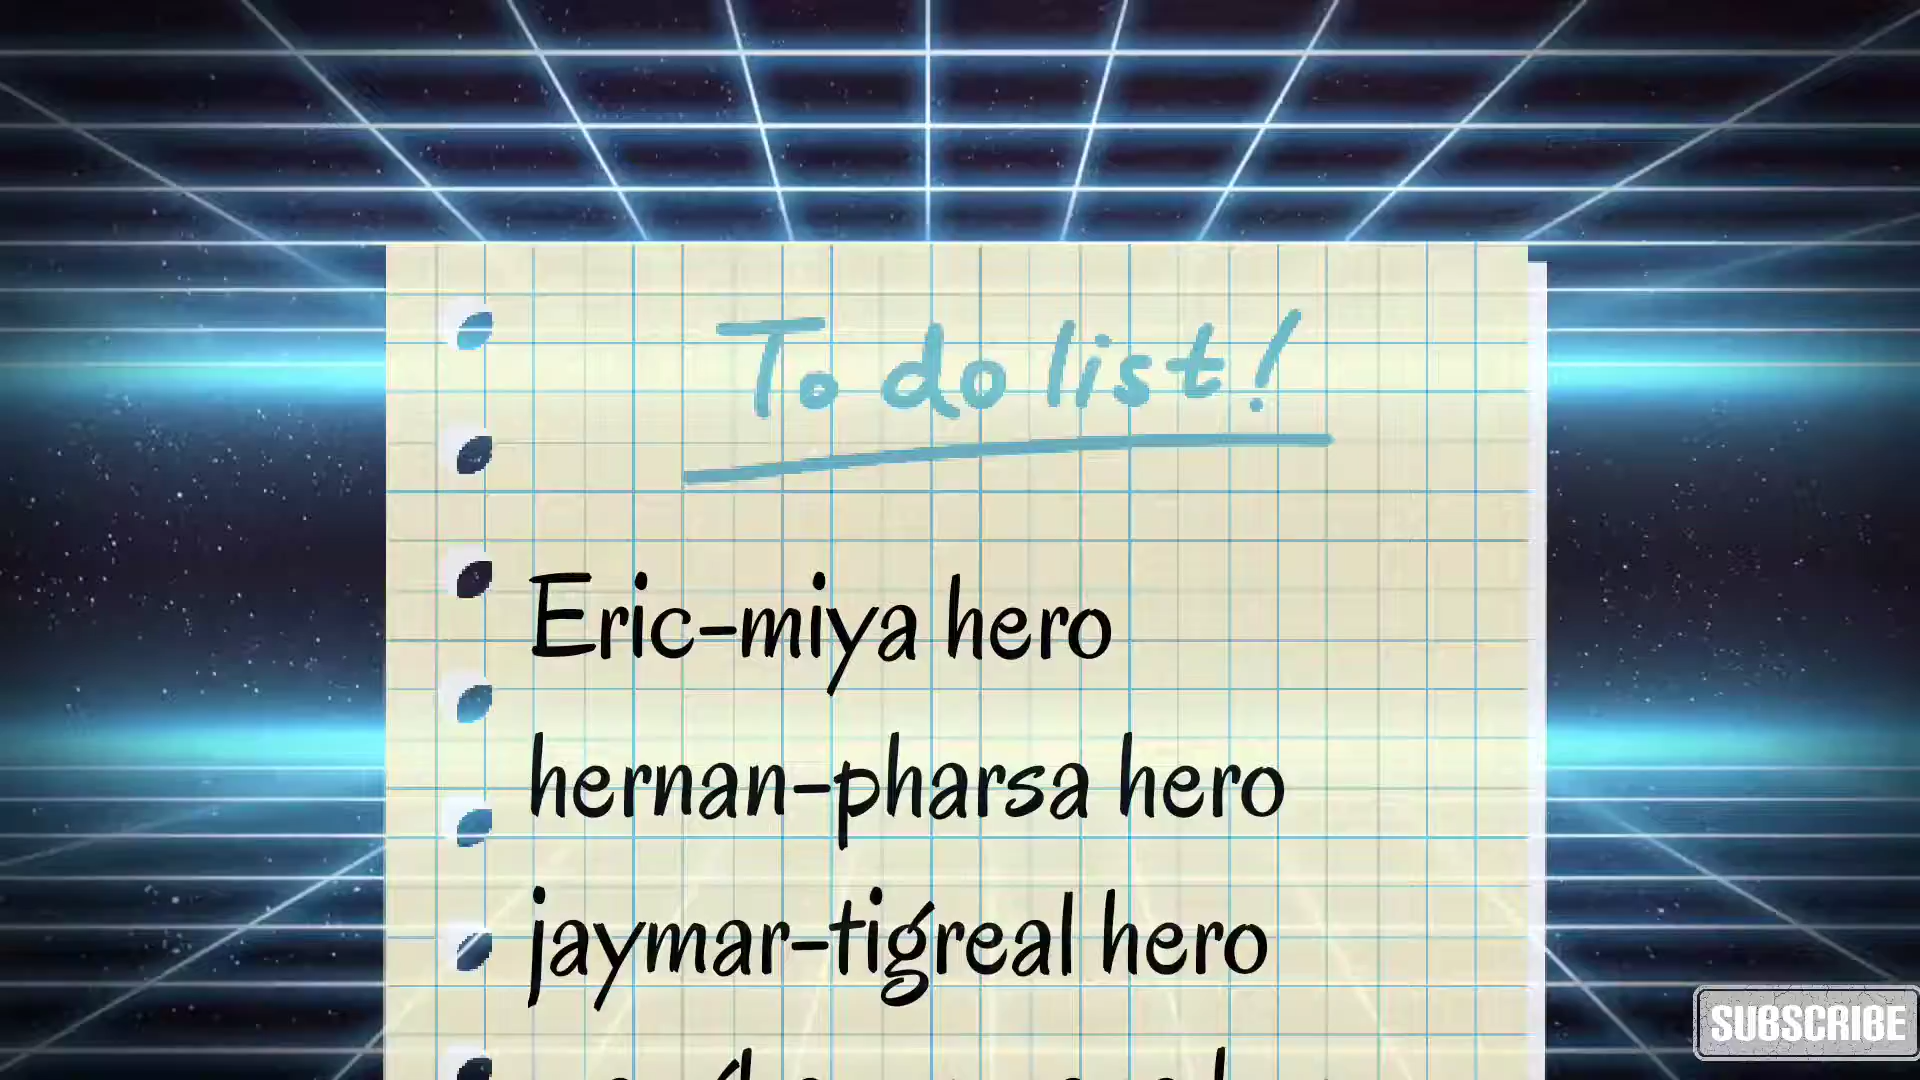 To do list!
Eric-miya hero
hernan-pharsa hero
jaymar-tigreal hero
SUBSCRIBE